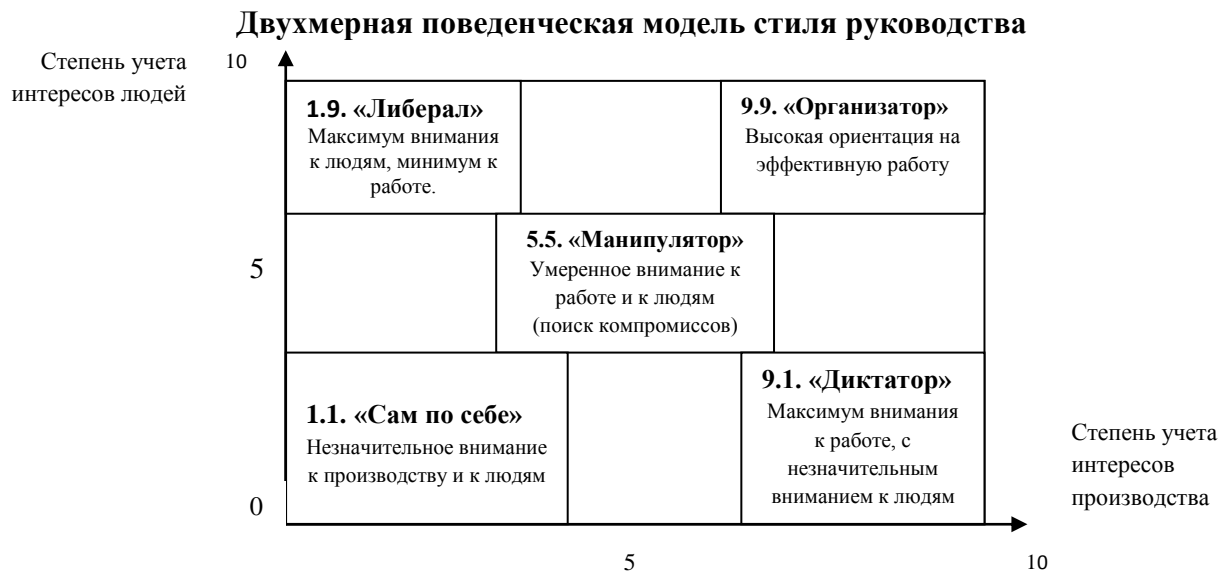 Двухмерная поведенческая модель стиля руководства
Степень учета
интересов людей
10
1.9. «Либерал»
Максимум внимания
к людям, минимум к
работе.
9.9. «Организатор»
Высокая ориентация на
эффективную работу
5
5.5. «Манипулятор»
Умеренное внимание к
работе и к людям
(поиск компромиссов)
1.1. «Сам по себе»
Незначительное внимание
к производству и к людям
9.1. «Диктатор»
Максимум внимания
к работе, с
незначительным
вниманием к людям
Степень учета
интересов
производства
0
5
10